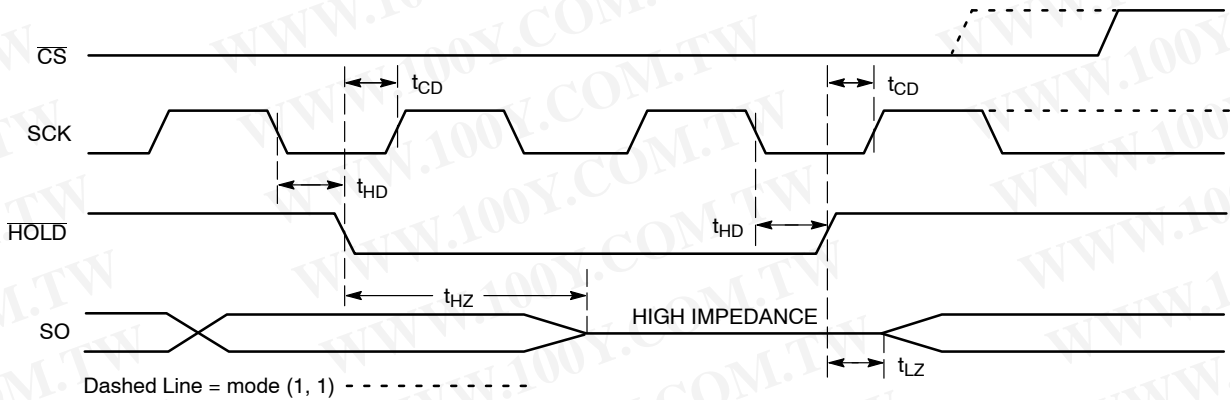 CS
tCD
tCD
SCK
tHD
HOLD
tHD
tHZ
HIGH IMPEDANCE
SO
tLZ
Dashed Line = mode (1, 1)
WWW.100Y.COM.TW